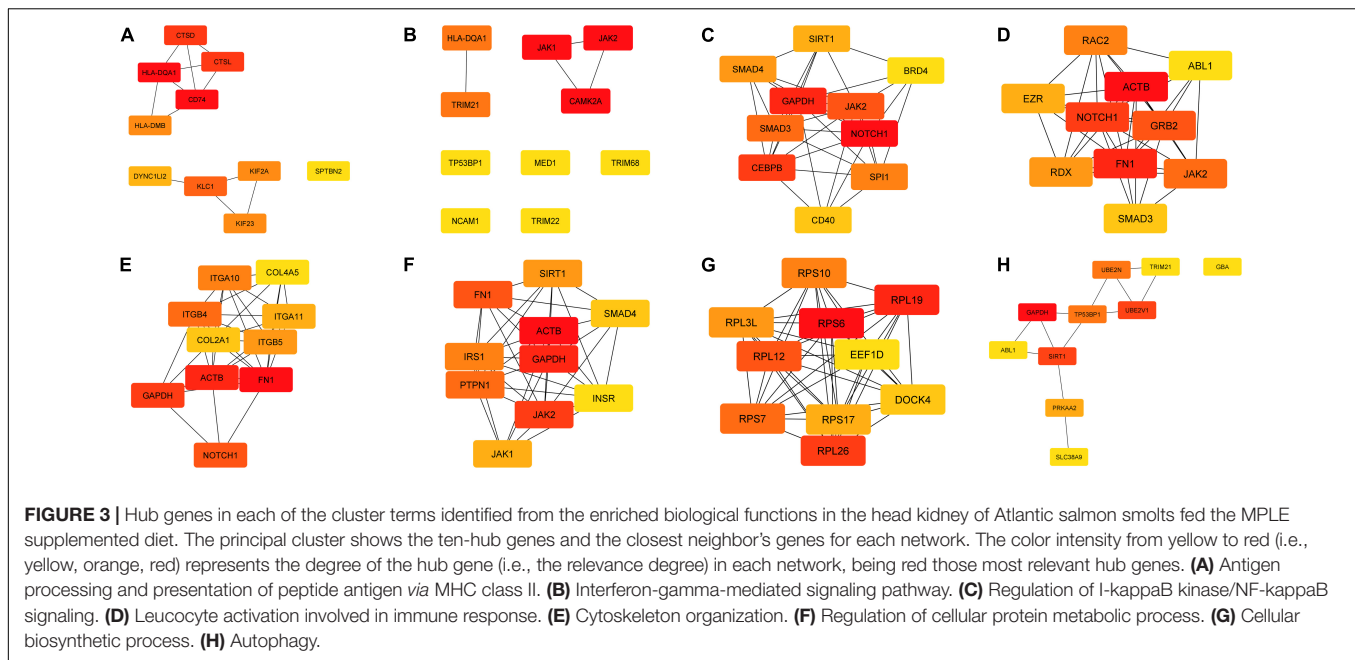 A
CTSD
CTSL
HLA-DQA1
CD74
HLA-DMB
DYNC1LI2
KIF2A
SPTBN2
KLC1
KIF23
B
HLA-DQA1
JAK2
JAK1
TRIM21
CAMK2A
TP53BP1
MED1
TRIM68
NCAM1
TRIM22
C
SIRT1
SMAD4
BRD4
GAPDH
JAK2
SMAD3
NOTCH1
CEBPB
SPI1
CD40
D
RAC2
ABL1
ACTB
EZR
NOTCH1
GRB2
FN1
RDX
JAK2
SMAD3
E
COL4A5
ITGA10
ITGB4
ITGA11
COL2A1
ITGB5
ACTB
FN1
GAPDH
NOTCH1
F
SIRT1
FN1
SMAD4
ACTB
IRS1
GAPDH
PTPN1
INSR
JAK2
JAK1
G
RPS10
RPL19
RPL3L
RPS6
RPL12
EEF1D
DOCK4
RPS7
RPS17
RPL26
H
UBE2N
TRIM21
GBA
GAPDH
TP53BP1
UBE2V1
ABL1
SIRT1
PRKAA2
SLC38A9
FIGURE 3 | Hub genes in each of the cluster terms identified from the enriched biological functions in the head kidney of Atlantic salmon smolts fed the MPLE
supplemented diet. The principal cluster shows the ten-hub genes and the closest neighbor's genes for each network. The color intensity from yellow to red (i.e.,
yellow, orange, red) represents the degree of the hub gene (i.e., the relevance degree) in each network, being red those most relevant hub genes. (A) Antigen
processing and presentation of peptide antigen via MHC class II. (B) Interferon-gamma-mediated signaling pathway. (C) Regulation of I-kappaB kinase/NF-kappaB
signaling. (D) Leucocyte activation involved in immune response. (E) Cytoskeleton organization. (F) Regulation of cellular protein metabolic process. (G) Cellular
biosynthetic process. (H) Autophagy.